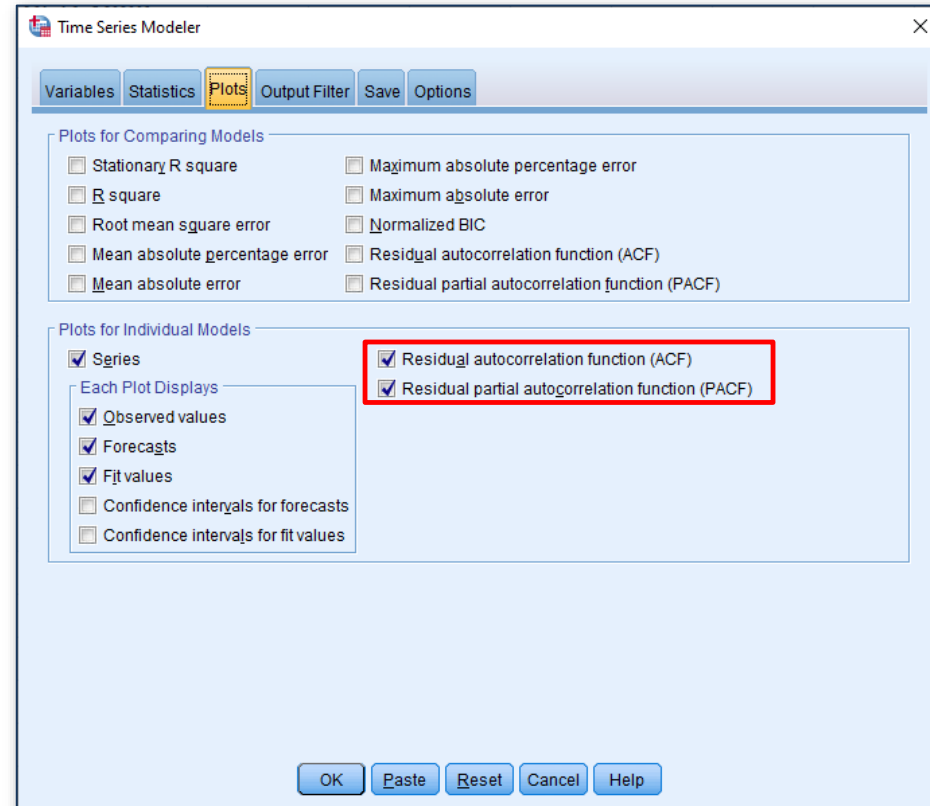 Time Series Modeler
Variables Statistics Plots Output Filter Save Options
Plots for Comparing Models
Stationary R square
R square
Root mean square error
Mean absolute percentage error
Mean absolute error
Maximum absolute percentage error
Maximum absolute error
Normalized BIC
Residual autocorrelation function (ACF)
Residual partial autocorrelation function (PACF)
Plots for Individual Models
Series
Each Plot Displays
Observed values
Forecasts
Fit values
Confidence intervals for forecasts
Confidence intervals for fit values
Residual autocorrelation function (ACF)
Residual partial autocorrelation function (PACF)
OK Paste Reset Cancel Help